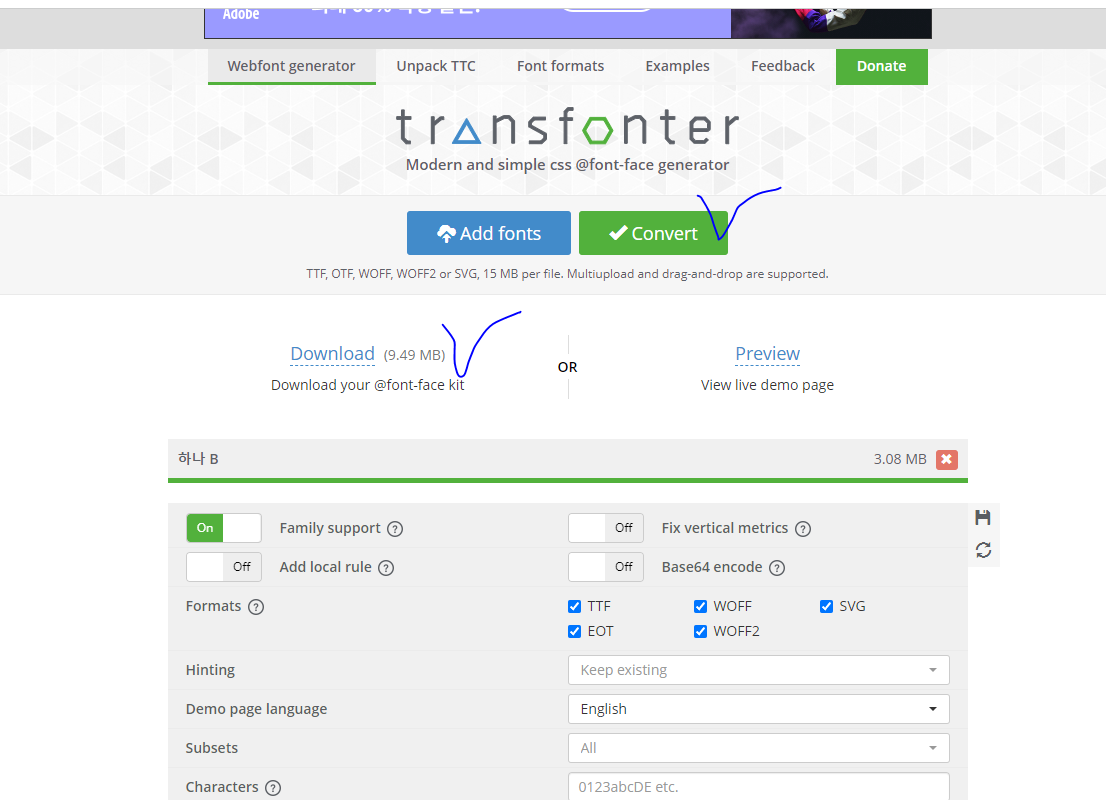 Adobe
Webfont generator Unpack TTC Font formats Examples Feedback Donate
transfonter
Modern and simple css @font-face generator
Add fonts Convert
TTF, OTF, WOFF, WOFF2 or SVG, 15 MB per file. Multiupload and drag-and-drop are supported.
Download (9.49 MB) OR Preview
Download your @font-face kit View live demo page
하나 B 3.08 MB
On Family support ? Off Fix vertical metrics ?
Off Add local rule ? Off Base64 encode ?
Formats ? TTF WOFF SVG
EOT WOFF2
Hinting Keep existing
Demo page language English
Subsets All
Characters ? 0123abcDE etc.